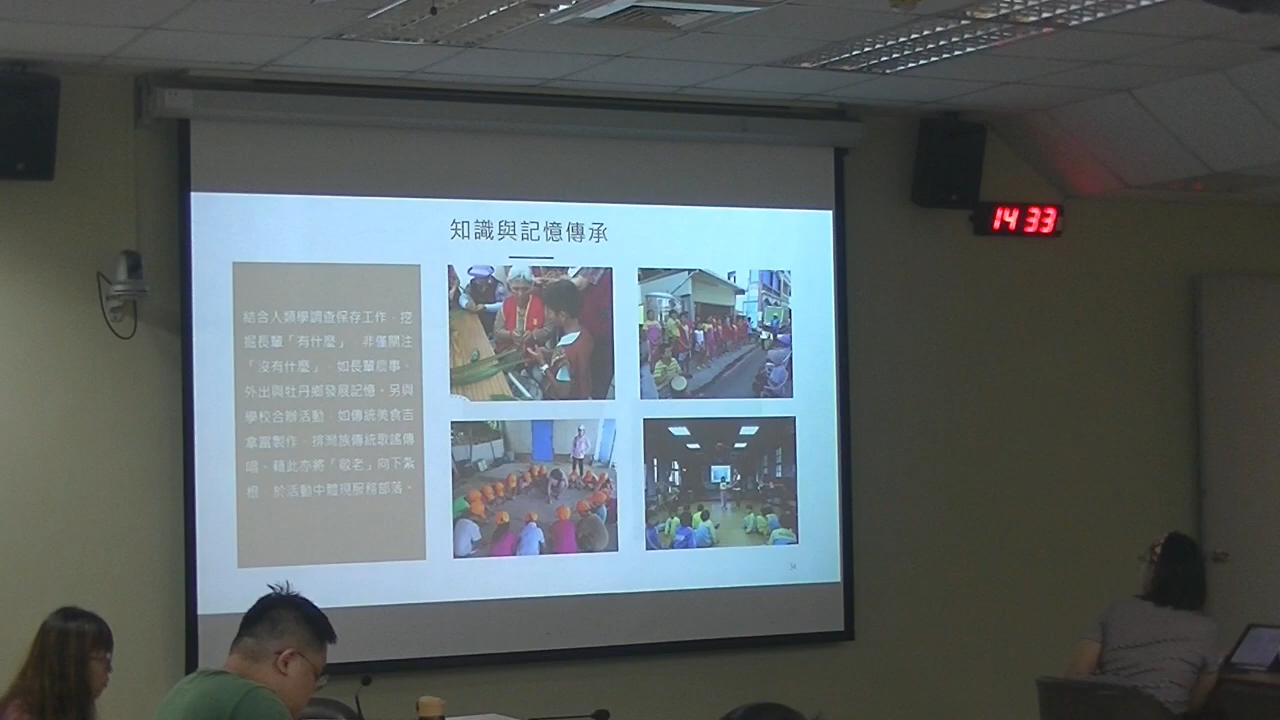 知識與記憶傳承
結合人類學調查保存工作，挖
掘長輩「有什麼」，非僅關注
「沒有什麼」，如長輩農事、
外出與牡丹鄉發展記憶。另與
學校合辦活動，如傳統美食吉
拿富製作、排灣族傳統歌謠傳
唱。藉此亦將「敬老」向下紮
根，於活動中體現服務部落。
34
14 33